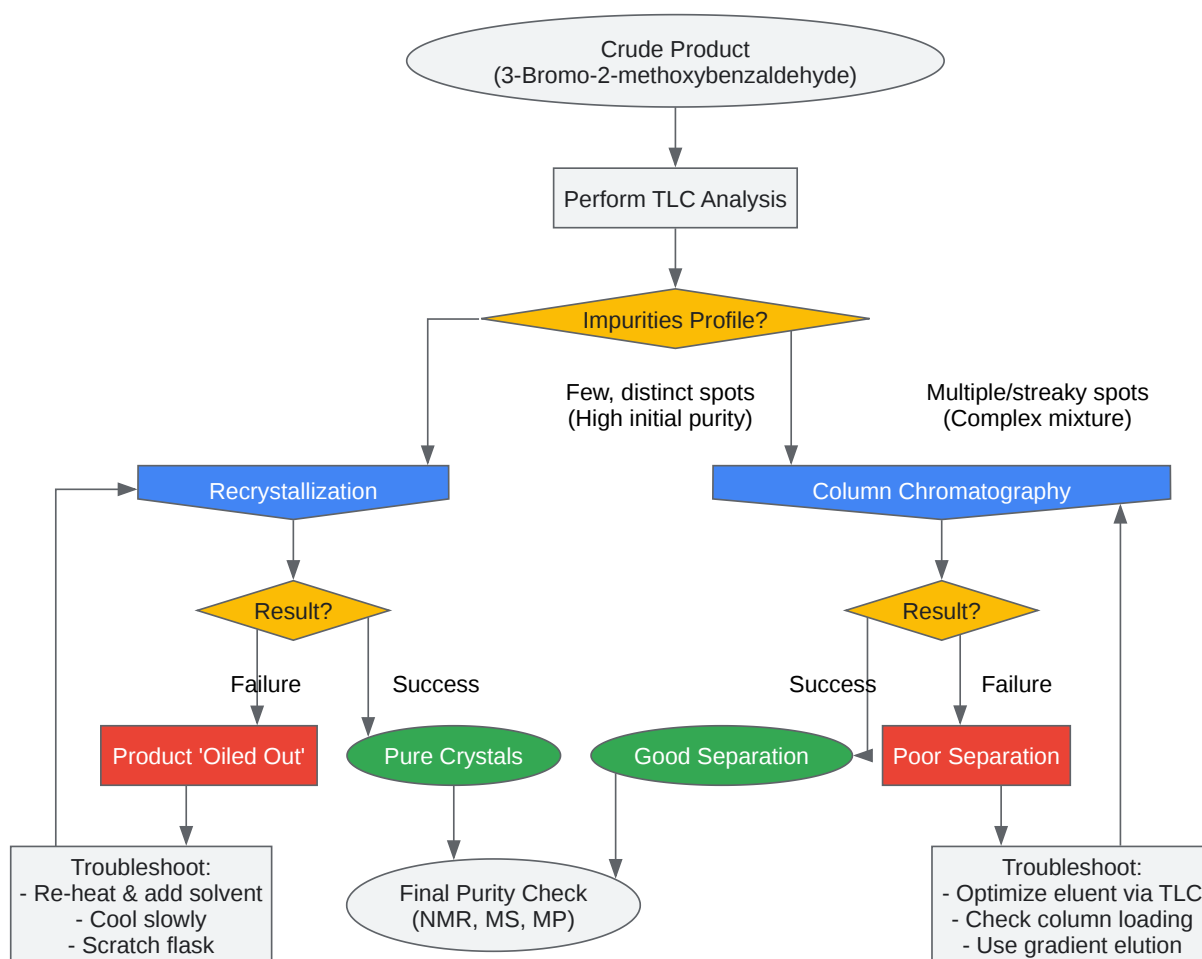 Crude Product
(3-Bromo-2-methoxybenzaldehyde)
Perform TLC Analysis
Impurities Profile?
Few, distinct spots
(High initial purity)
Multiple/streaky spots
(Complex mixture)
Recrystallization
Column Chromatography
Result?
Result?
Failure
Success
Success
Failure
Product 'Oiled Out'
Pure Crystals
Good Separation
Poor Separation
Troubleshoot:
- Re-heat & add solvent
- Cool slowly
- Scratch flask
Final Purity Check
(NMR, MS, MP)
Troubleshoot:
- Optimize eluent via TLC
- Check column loading
- Use gradient elution